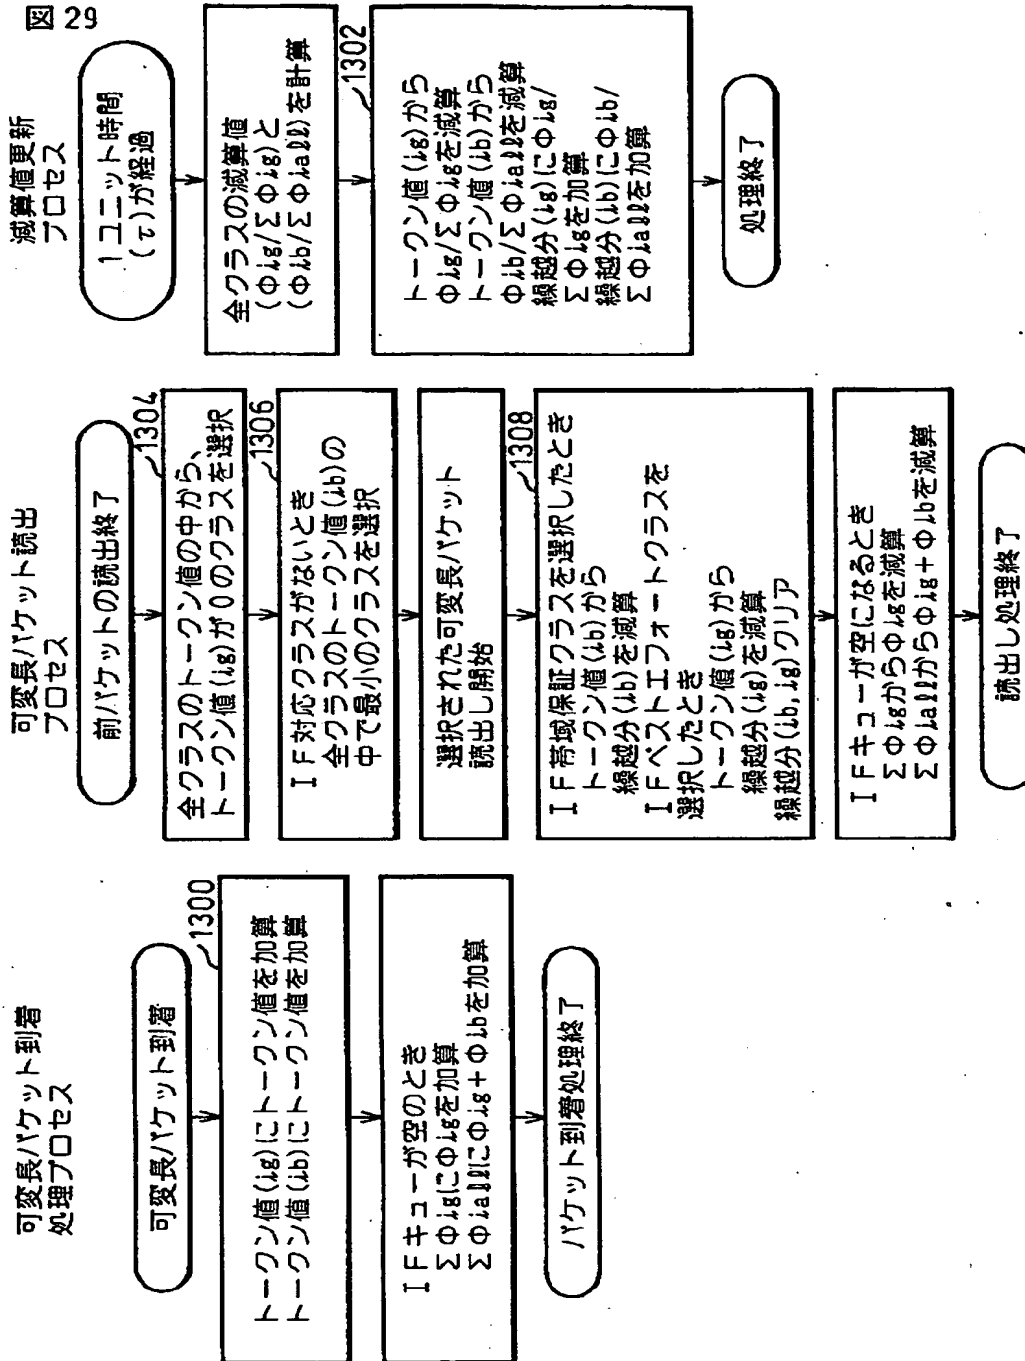 図29
可変長パケット到着
処理プロセス
可変長パケット到着
1300
トークン値(ig)にトークン値を加算
トークン値(ib)にトークン値を加算
IFキューが空のとき
ΣΦigにΦigを加算
ΣΦiallにΦig+Φibを加算
パケット到着処理終了
可変長パケット読出
プロセス
前パケットの読出終了
1304
全クラスのトークン値の中から、
トークン値(ig)が0のクラスを選択
1306
IF対応クラスがないとき
全クラスのトークン値(ib)の
中で最小のクラスを選択
選択された可変長パケット
読出し開始
1308
IF帯域保証クラスを選択したとき
トークン値(ib)から
繰越分(ib)を減算
IFベストエフォートクラスを
選択したとき
トークン値(ig)から
繰越分(ig)を減算
繰越分(ib,ig)クリア
IFキューが空になるとき
ΣΦigからΦigを減算
ΣΦiallからΦig+Φibを減算
読出し処理終了
減算値更新
プロセス
1ユニット時間
(τ)が経過
全クラスの減算値
(Φig/ΣΦig)と
(Φib/ΣΦiall)を計算
1302
トークン値(ig)から
Φig/ΣΦigを減算
トークン値(ib)から
Φib/ΣΦiallを減算
繰越分(ig)にΦig/
ΣΦigを加算
繰越分(ib)にΦib/
ΣΦiallを加算
処理終了